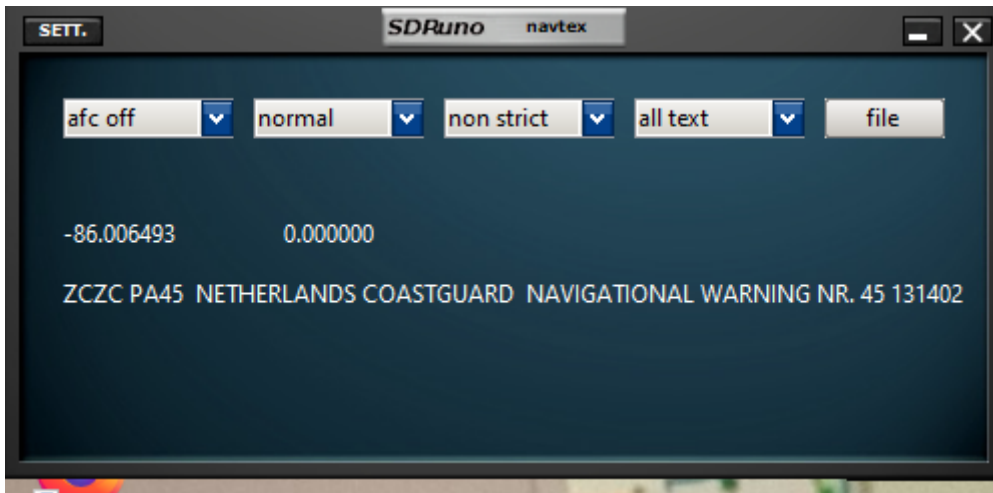 SETT. SDRuno navtex
afc off normal non strict all text file
-86.006493 0.000000
ZCZC PA45 NETHERLANDS COASTGUARD NAVIGATIONAL WARNING NR. 45 131402